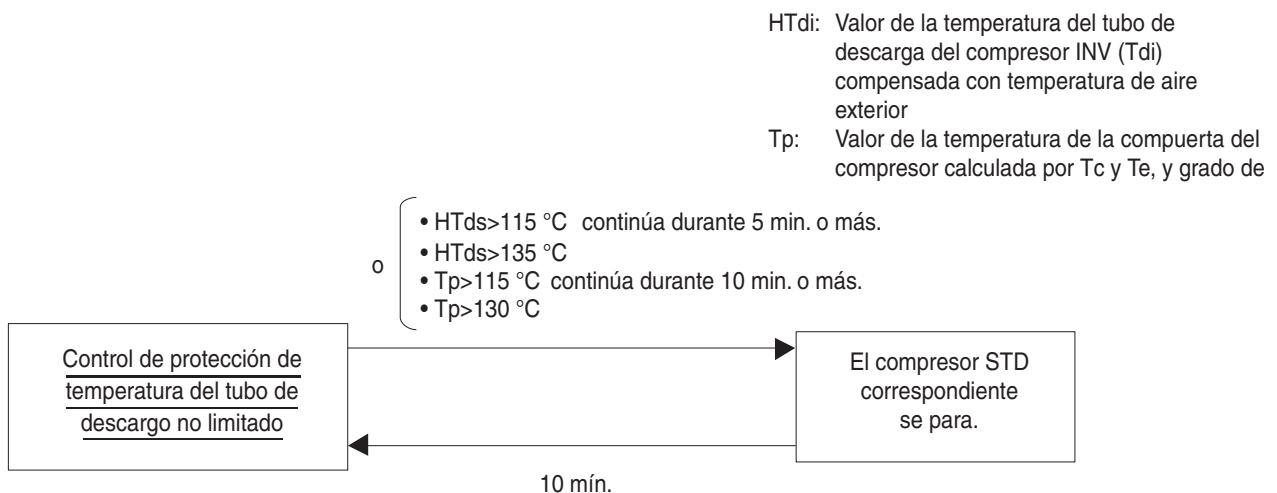 HTdi: Valor de la temperatura del tubo de
descarga del compresor INV (Tdi)
compensada con temperatura de aire
exterior
Tp: Valor de la temperatura de la compuerta del
compresor calculada por Tc y Te, y grado de
• HTds>115 °C continúa durante 5 min. o más.
• HTds>135 °C
o
• Tp>115 °C continúa durante 10 min. o más.
• Tp>130 °C
Control de protección de
temperatura del tubo de
descargo no limitado
El compresor STD
correspondiente
se para.
10 mín.